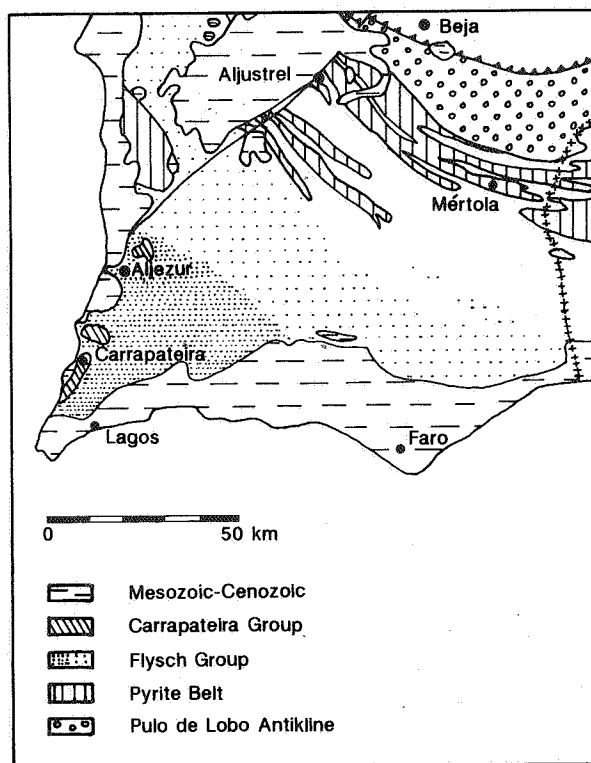 Beja
Aljustrel
Mértola
Aljezur
Carrapateira
Lagos
Faro
0 50 km
Mesozoic-Cenozoic
Carrapateira Group
Flysch Group
Pyrite Belt
Pulo de Lobo Antikline